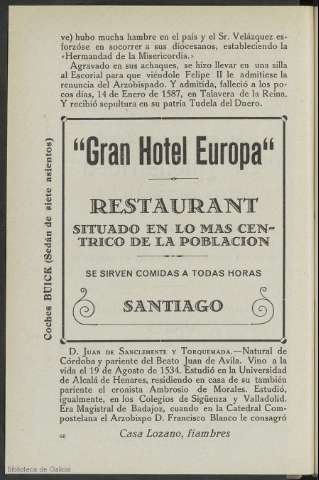 ve) hubo mucha hambre en el país y el Sr. Velázquez es-
forzóse en socorrer a sus diocesanos, estableciendo la
«Hermandad de la Misericordia.»
Agravado en sus achaques, se hizo llevar en una silla
al Escorial para que viéndole Felipe II le admitiese la
renuncia del Arzobispado. Y admitida, falleció a los po-
cos días, 14 de Enero de 1587, en Talavera de la Reina.
Y recibió sepultura en su patria Tudela del Duero.
Coches BUICK (Sedán de siete asientos)
"Gran Hotel Europa"
RESTAURANT
SITUADO EN LO MAS CEN-
TRICO DE LA POBLACION
SE SIRVEN COMIDAS A TODAS HORAS
SANTIAGO
D. Juan de Sanclemente y Torquemada.—Natural de
Córdoba y pariente del Beato Juan de Avila. Vino a la
vida el 19 de Agosto de 1534. Estudió en la Universidad
de Alcalá de Henares, residiendo en casa de su también
pariente el cronista Ambrosio de Morales. Estudió,
igualmente, en los Colegios de Sigüenza y Valladolid.
Era Magistral de Badajoz, cuando en la Catedral Com-
postelana el Arzobispo D. Francisco Blanco le consagró
Casa Lozano, fiambres
Biblioteca de Galicia